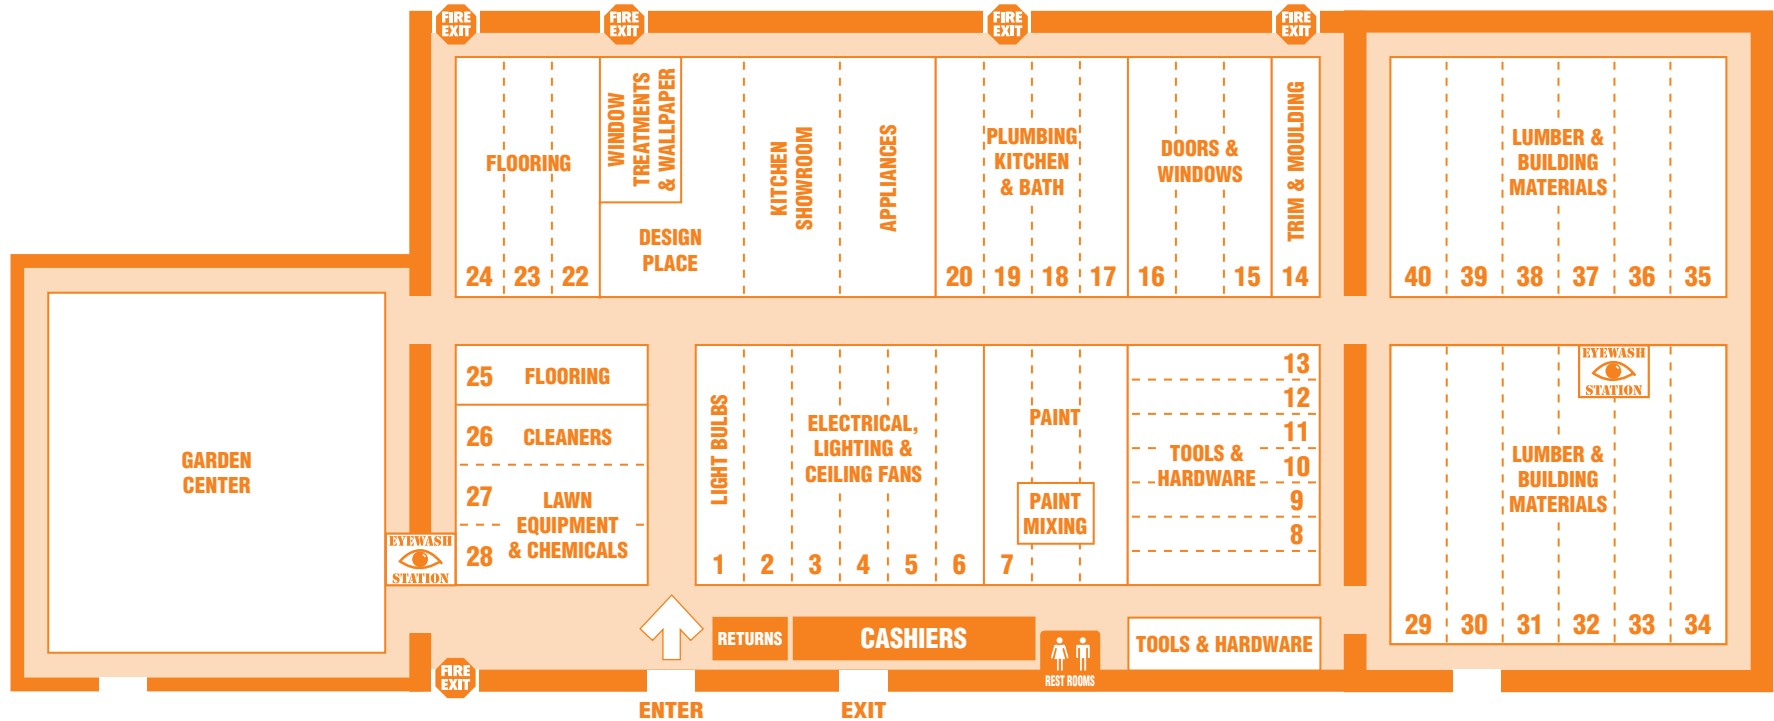 FIRE
EXIT
FIRE
EXIT
FIRE
EXIT
FIRE
EXIT
FLOORING
24
23
22
WINDOW
TREATMENTS
& WALLPAPER
DESIGN
PLACE
KITCHEN
SHOWROOM
APPLIANCES
PLUMBING
KITCHEN
& BATH
20
19
18
17
DOORS &
WINDOWS
16
15
TRIM & MOULDING
14
LUMBER &
BUILDING
MATERIALS
40
39
38
37
36
35
GARDEN
CENTER
25 FLOORING
26 CLEANERS
27
28
LAWN
EQUIPMENT
& CHEMICALS
EYEWASH
STATION
LIGHT BULBS
ELECTRICAL,
LIGHTING &
CEILING FANS
1
2
3
4
5
6
PAINT
PAINT
MIXING
7
13
12
11
10
9
8
TOOLS &
HARDWARE
EYEWASH
STATION
LUMBER &
BUILDING
MATERIALS
29
30
31
32
33
34
RETURNS
CASHIERS
REST ROOMS
TOOLS & HARDWARE
FIRE
EXIT
ENTER
EXIT